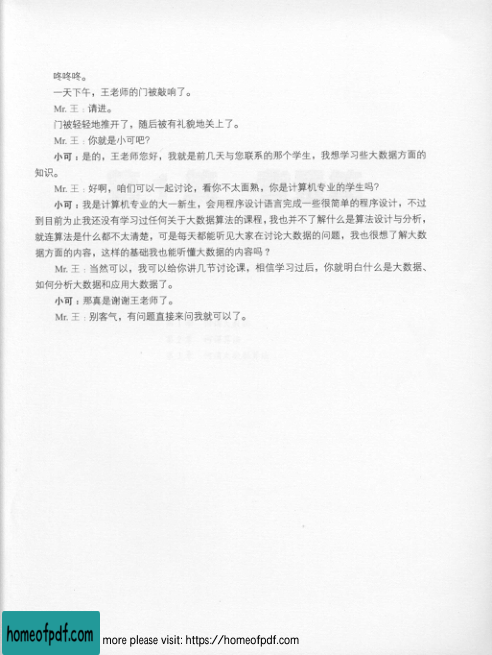 咚咚咚。
一天下午，王老师的门被敲响了。
Mr. 王：请进。
门被轻轻地推开了，随后被有礼貌地关上了。
Mr. 王：你就是小可吧？
小可：是的，王老师您好，我就是前几天与您联系的那个学生，我想学习些大数据方面的
知识。
Mr. 王：好啊，咱们可以一起讨论，看你不太面熟，你是计算机专业的学生吗？
小可：我是计算机专业的大一新生，会用程序设计语言完成一些很简单的程序设计，不过
到目前为止我还没有学习过任何关于大数据算法的课程，我也并不了解什么是算法设计与分析，
就连算法是什么都不太清楚，可是每天都能听见大家在讨论大数据的问题，我也很想了解大数
据方面的内容，这样的基础我也能听懂大数据的内容吗？
Mr. 王：当然可以，我可以给你讲几节讨论课，相信学习过后，你就明白什么是大数据、
如何分析大数据和应用大数据了。
小可：那真是谢谢王老师了。
Mr. 王：别客气，有问题直接来问我就可以了。
homeofpdf.com
more please visit: https://homeofpdf.com